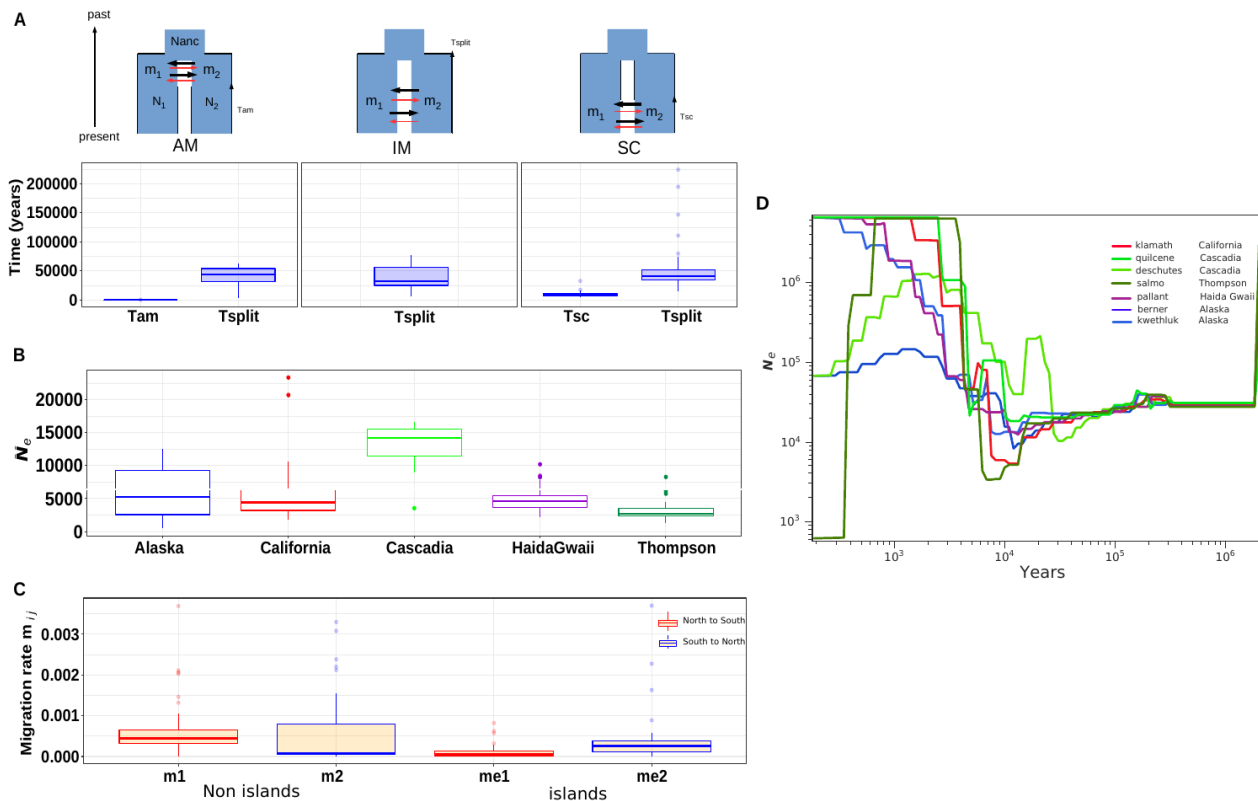 A
past
present
Nanc
m1 m2
N1 N2
Tam
AM
Tsplit
m1 m2
IM
m1 m2
Tsc
SC
Time (years)
200000
150000
100000
50000
0
Tam Tsplit
Tsplit
Tsc Tsplit
B
Ne
20000
15000
10000
5000
0
Alaska California Cascadia HaidaGwaii Thompson
C
Migration rate m ij
0.003
0.002
0.001
0.000
North to South
South to North
m1 m2 me1 me2
Non islands islands
D
Ne
10^6
10^5
10^4
10^3
klamath California
quilcene Cascadia
deschutes Cascadia
salmo Thompson
pallant Haida Gwaii
berner Alaska
kwethluk Alaska
10^3 10^4 10^5 10^6
Years